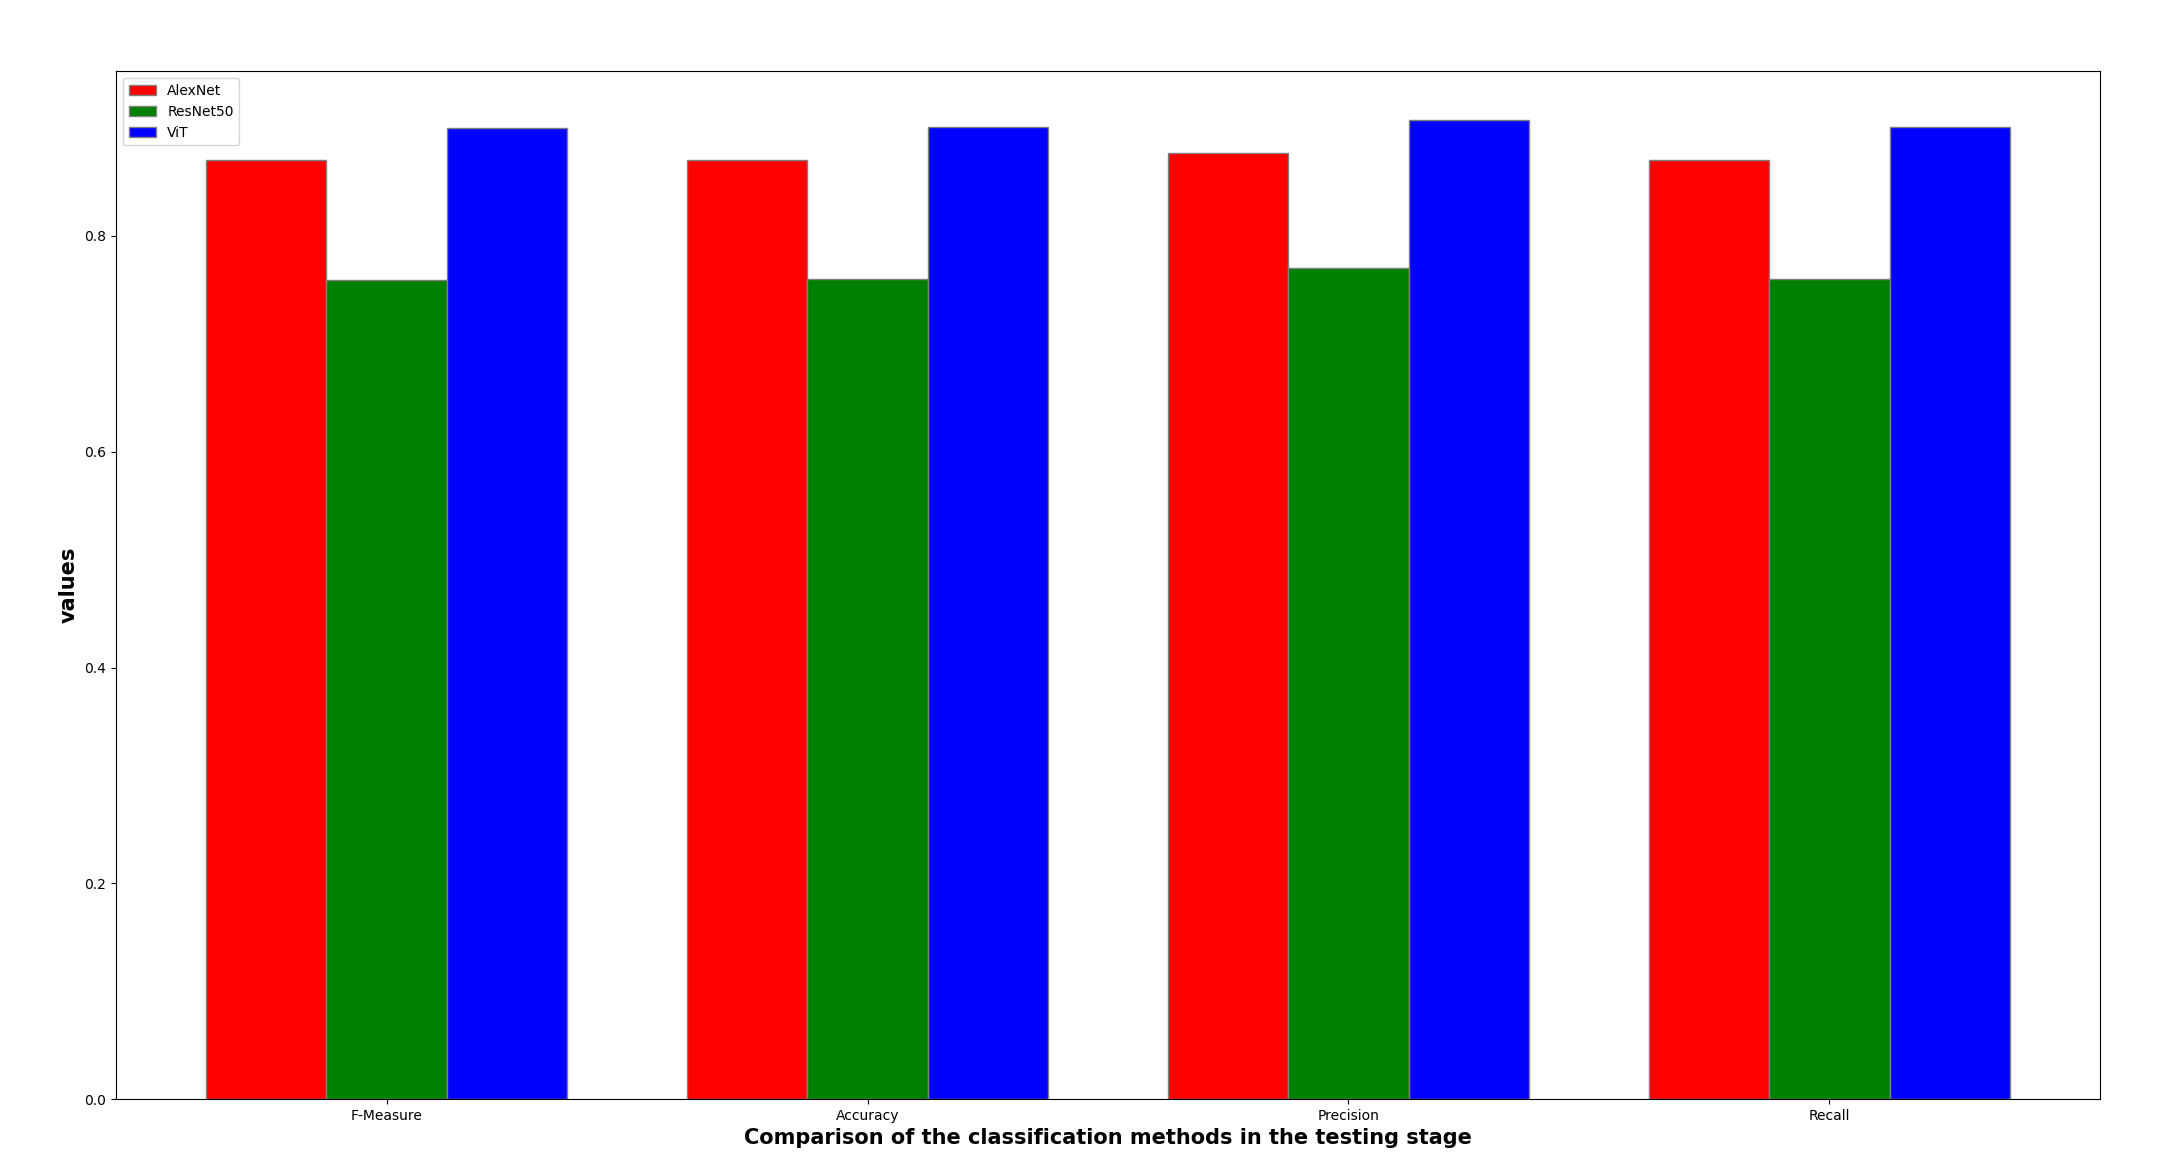 AlexNet
ResNet50
ViT
0.8
0.6
0.4
0.2
0.0
values
F-Measure Accuracy Precision Recall
Comparison of the classification methods in the testing stage